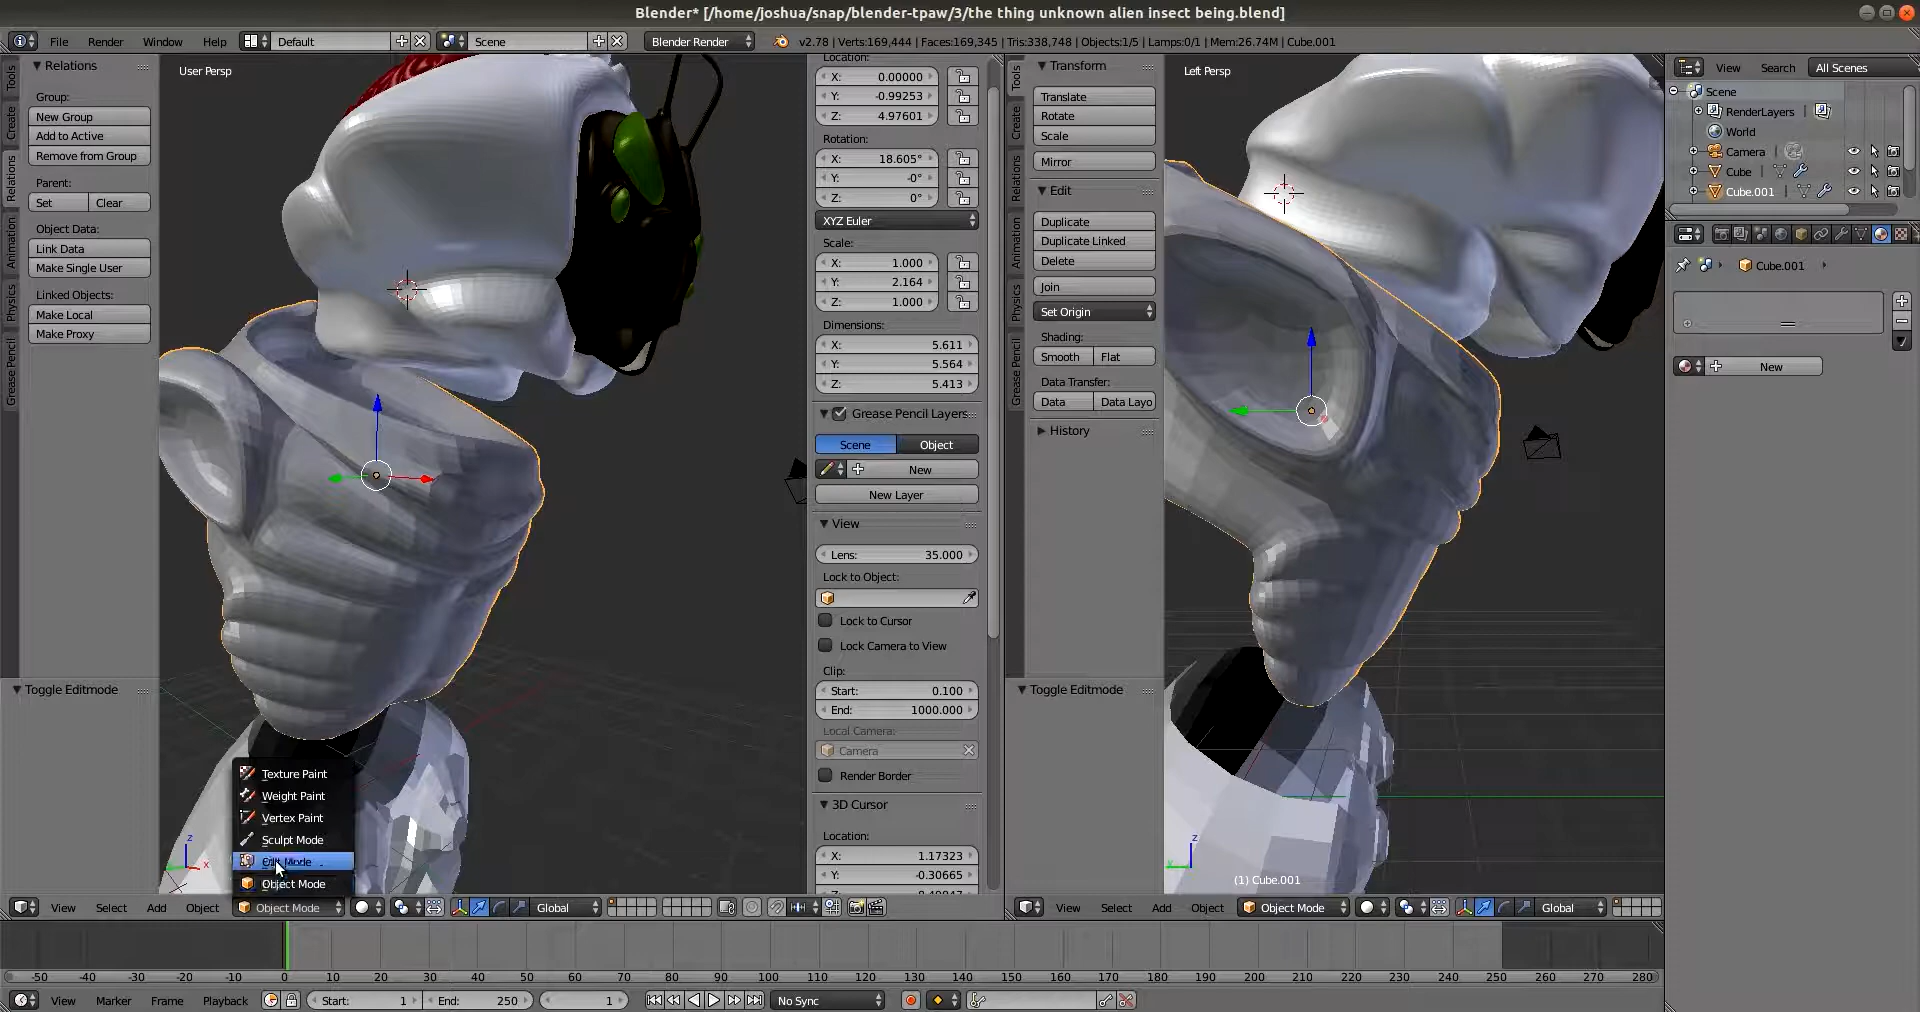 Blender* [/home/joshua/snap/blender-tpaw/3/the thing unknown alien insect being.blend]
File Render Window Help Default Scene Blender Render v2.78 | Verts:169,444 | Faces:169,345 | Tris:338,748 | Objects:1/5 | Lamps:0/1 | Mem:26.74M | Cube.001
Tools
Create
Relations
Animation
Physics
Grease Pencil
Relations
Group:
New Group
Add to Active
Remove from Group
Parent:
Set Clear
Object Data:
Link Data
Make Single User
Linked Objects:
Make Local
Make Proxy
Toggle Editmode
User Persp
Texture Paint
Weight Paint
Vertex Paint
Sculpt Mode
Edit Mode
Object Mode
z
x
View Select Add Object Object Mode Global
Location:
X: 0.00000
Y: -0.99253
Z: 4.97601
Rotation:
X: 18.605°
Y: -0°
Z: 0°
XYZ Euler
Scale:
X: 1.000
Y: 2.164
Z: 1.000
Dimensions:
X: 5.611
Y: 5.564
Z: 5.413
Grease Pencil Layers
Scene Object
New
New Layer
View
Lens: 35.000
Lock to Object:
Lock to Cursor
Lock Camera to View
Clip:
Start: 0.100
End: 1000.000
Local Camera:
Camera
Render Border
3D Cursor
Location:
X: 1.17323
Y: -0.30665
Tools
Create
Relations
Animation
Physics
Grease Pencil
Transform
Translate
Rotate
Scale
Mirror
Edit
Duplicate
Duplicate Linked
Delete
Join
Set Origin
Shading:
Smooth Flat
Data Transfer:
Data Data Layo
History
Toggle Editmode
Left Persp
z
y
(1) Cube.001
View Select Add Object Object Mode Global
View Search All Scenes
Scene
RenderLayers
World
Camera
Cube
Cube.001
Cube.001
New
-50 -40 -30 -20 -10 0 10 20 30 40 50 60 70 80 90 100 110 120 130 140 150 160 170 180 190 200 210 220 230 240 250 260 270 280
View Marker Frame Playback Start: 1 End: 250 1 No Sync